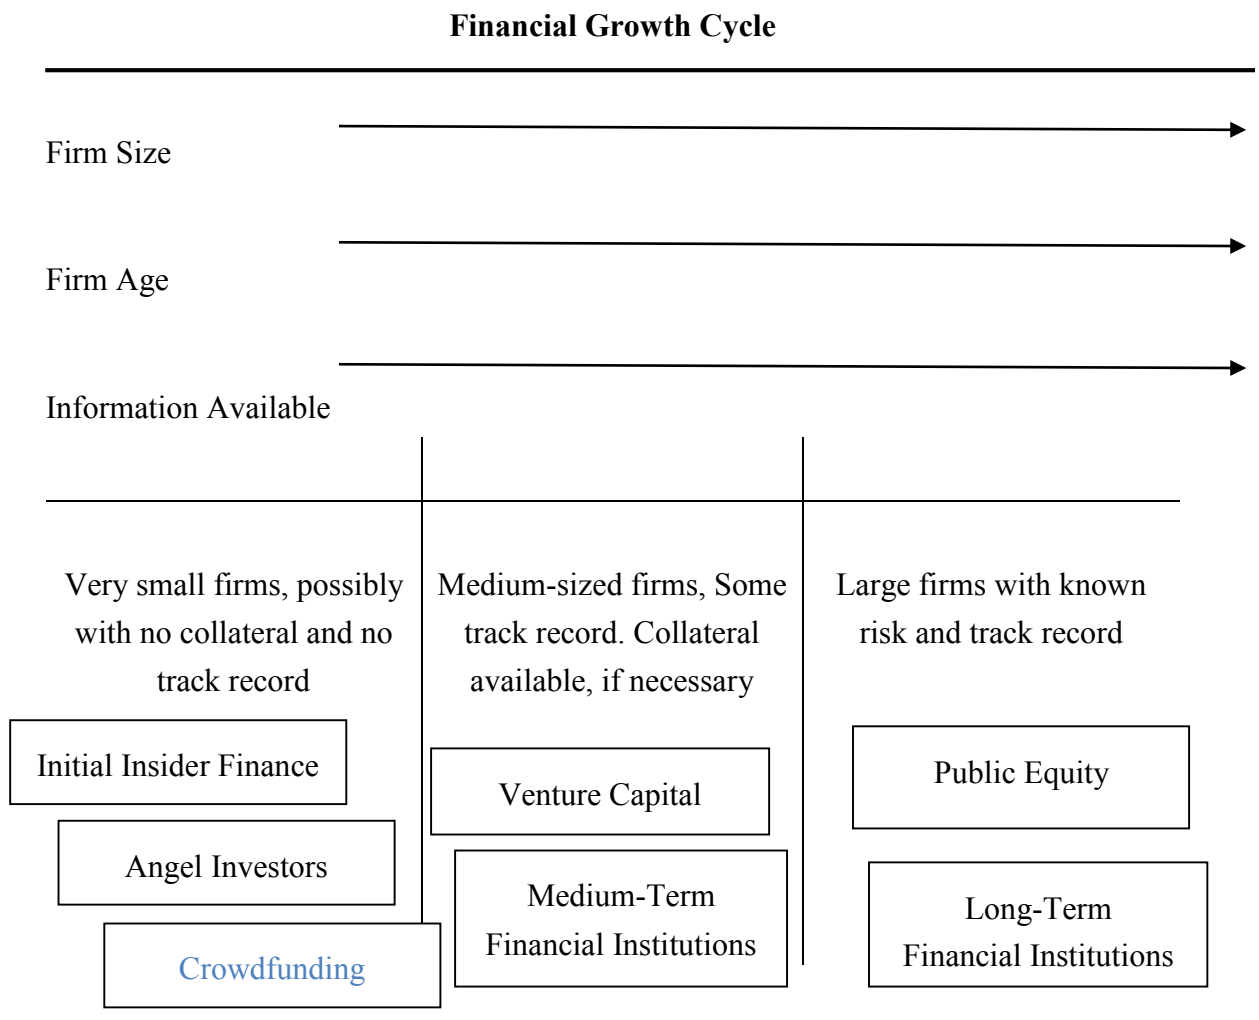 Financial Growth Cycle
Firm Size
Firm Age
Information Available
Very small firms, possibly
with no collateral and no
track record
Medium-sized firms, Some
track record. Collateral
available, if necessary
Large firms with known
risk and track record
Initial Insider Finance
Angel Investors
Crowdfunding
Venture Capital
Medium-Term
Financial Institutions
Public Equity
Long-Term
Financial Institutions